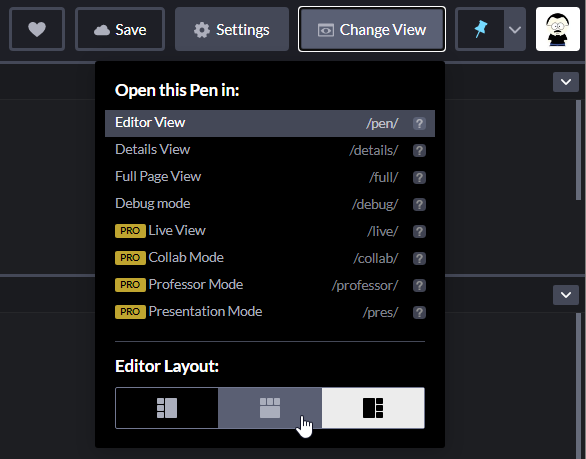 Save
Settings
Change View
Open this Pen in:
Editor View /pen/ ?
Details View /details/ ?
Full Page View /full/ ?
Debug mode /debug/ ?
PRO Live View /live/ ?
PRO Collab Mode /collab/ ?
PRO Professor Mode /professor/ ?
PRO Presentation Mode /pres/ ?
Editor Layout: